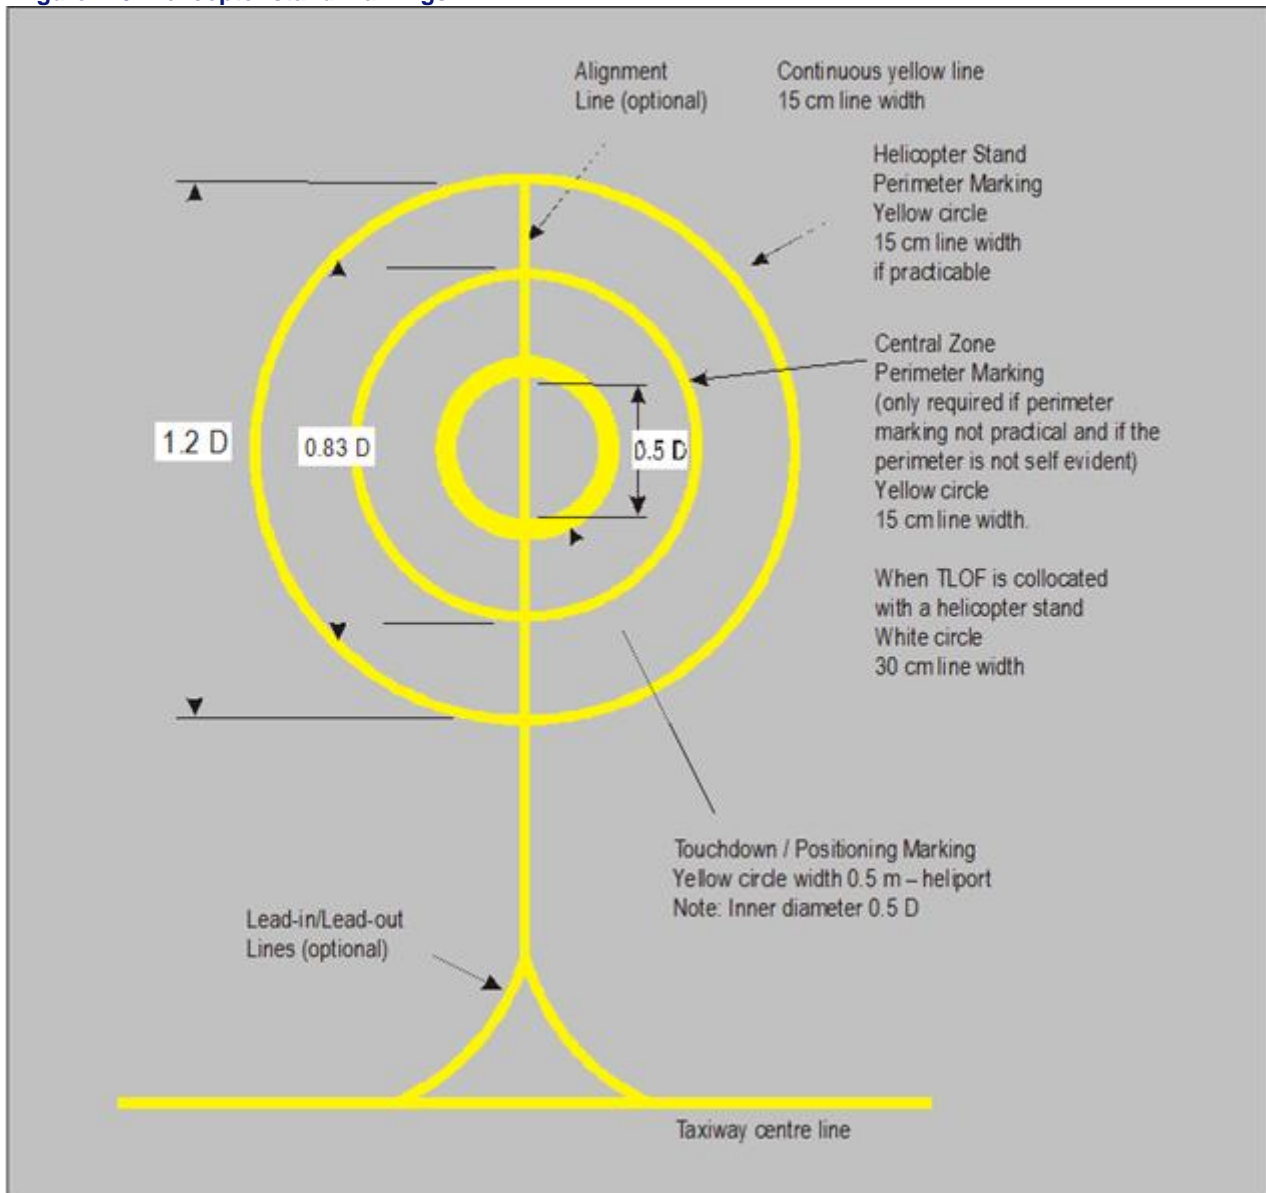 Alignment
Line (optional)
Continuous yellow line
15 cm line width
Helicopter Stand
Perimeter Marking
Yellow circle
15 cm line width
if practicable
Central Zone
Perimeter Marking
(only required if perimeter
marking not practical and if the
perimeter is not self evident)
Yellow circle
15 cm line width.
1.2 D
0.83 D
0.5 D
When TLOF is collocated
with a helicopter stand
White circle
30 cm line width
Touchdown / Positioning Marking
Yellow circle width 0.5 m – heliport
Note: Inner diameter 0.5 D
Lead-in/Lead-out
Lines (optional)
Taxiway centre line